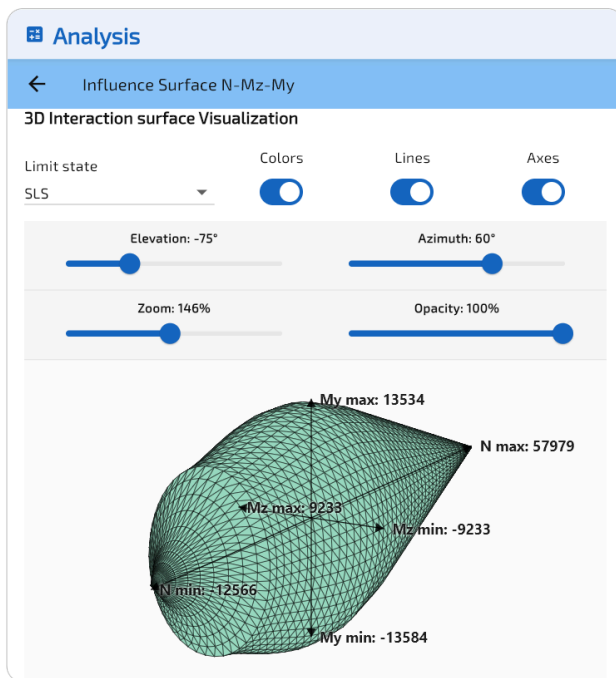 Analysis
Influence Surface N-Mz-My
3D Interaction surface Visualization
Limit state
SLS
Colors
Lines
Axes
Elevation: -75°
Azimuth: 60°
Zoom: 146%
Opacity: 100%
My max: 13534
N max: 57979
Mz max: 9233
Mz min: -9233
N min: -12566
My min: -13584